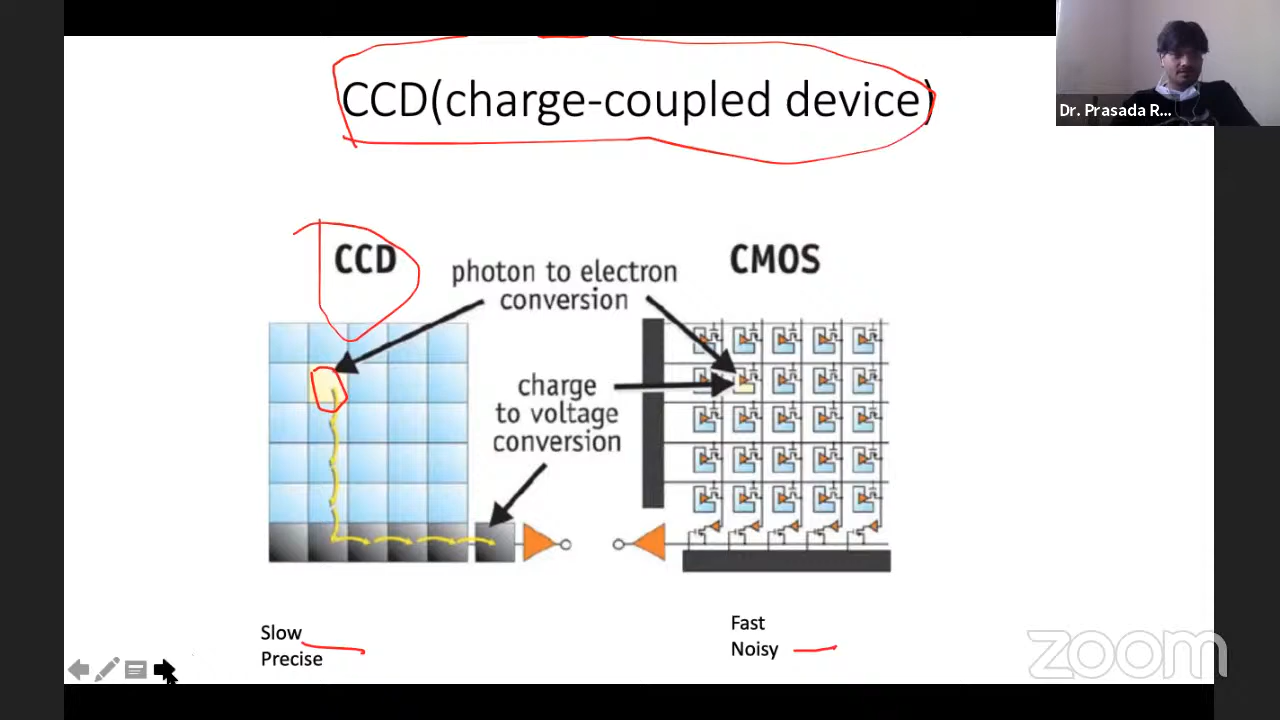 CCD(charge-coupled device)
Dr. Prasada R...
CCD
photon to electron
conversion
CMOS
charge
to voltage
conversion
Slow
Precise
Fast
Noisy
zoom